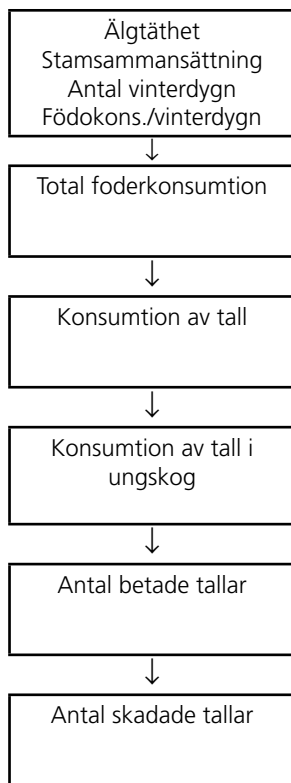 Älgtäthet
Stamsammansättning
Antal vinterdygn
Födokons./vinterdygn
Total foderkonsumtion
Konsumtion av tall
Konsumtion av tall i
ungskog
Antal betade tallar
Antal skadade tallar